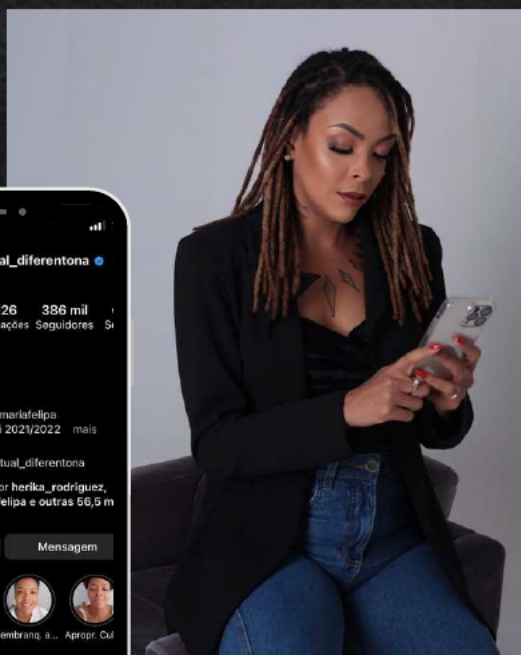 al_diferentona
26 386 mil
ações Seguidores
mariafelipa
i 2021/2022 mais
tual_diferentona
or herika_rodriguez,
elipa e outras 56,5 m
Mensagem
embranq. a... Apropr. Cul